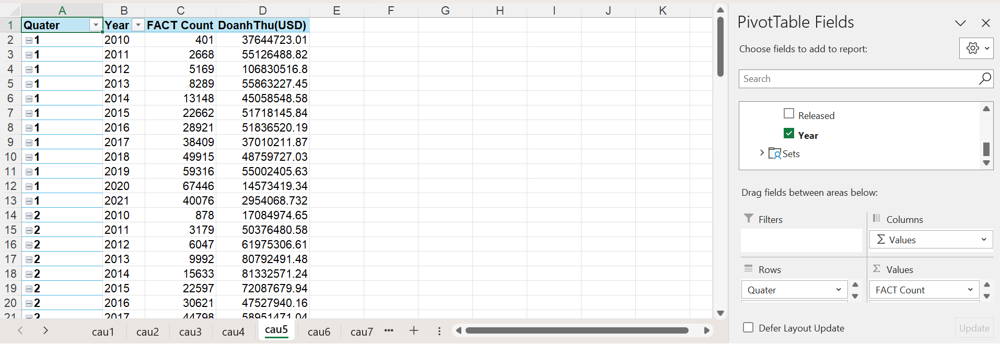 A B C D E F G H I J K
1 Quater Year FACT Count DoanhThu(USD)
2 1 2010 401 37644723.01
3 1 2011 2668 55126488.82
4 1 2012 5169 106830516.8
5 1 2013 8289 55863227.45
6 1 2014 13148 45058548.58
7 1 2015 22662 51718145.84
8 1 2016 28921 51836520.19
9 1 2017 38409 37010211.87
10 1 2018 49915 48759727.03
11 1 2019 59316 55002405.63
12 1 2020 67446 14573419.34
13 1 2021 40076 2954068.732
14 2 2010 878 17084974.65
15 2 2011 3179 50376480.58
16 2 2012 6047 61975306.61
17 2 2013 9992 80792491.48
18 2 2014 15633 81332571.24
19 2 2015 22597 72087679.94
20 2 2016 30621 47527940.16
21 2 2017 44798 58951471.04
cau1 cau2 cau3 cau4 cau5 cau6 cau7 ...
PivotTable Fields
Choose fields to add to report:
Search
Released
Year
Sets
Drag fields between areas below:
Filters
Columns
Σ Values
Rows
Σ Values
Quater
FACT Count
Defer Layout Update
Update